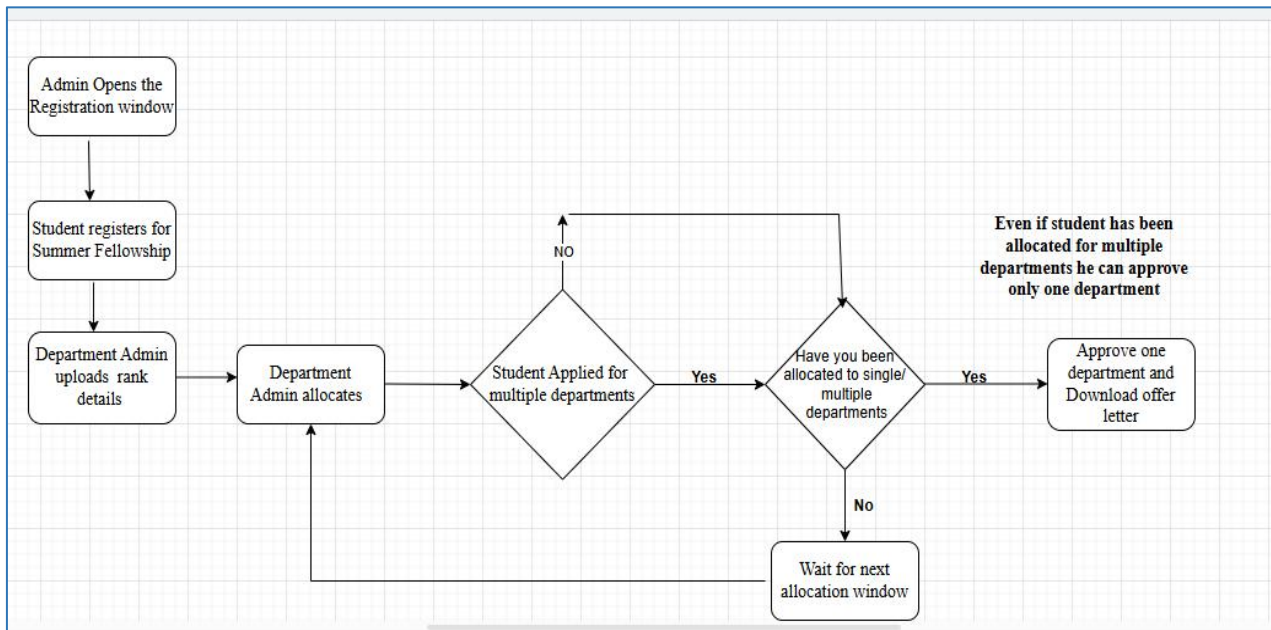 Admin Opens the
Registration window
Student registers for
Summer Fellowship
Department Admin
uploads rank
details
Department
Admin allocates
Student Applied for
multiple departments
NO
Yes
Have you been
allocated to single/
multiple
departments
Yes
No
Wait for next
allocation window
Even if student has been
allocated for multiple
departments he can approve
only one department
Approve one
department and
Download offer
letter